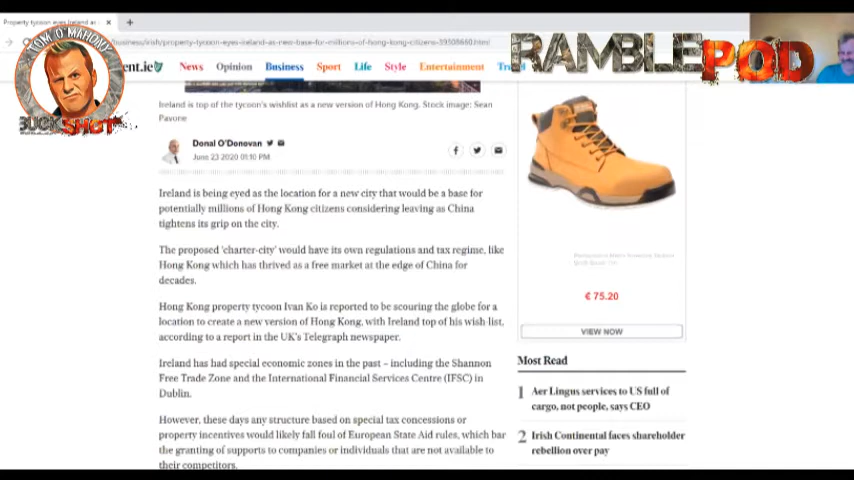 Property tycoon eyes Ireland as
business/irish/property-tycoon-eyes-ireland-as-new-base-for-millions-of-hong-kong-citizens-39308660.html
TOM O'MAHONY
BUCKSHOT
RAMBLEPOD
ent.ie
News Opinion Business Sport Life Style Entertainment Tra
Ireland is top of the tycoon's wishlist as a new version of Hong Kong. Stock image: Sean
Pavone
Donal O'Donovan
June 23 2020 01:10 PM
Ireland is being eyed as the location for a new city that would be a base for
potentially millions of Hong Kong citizens considering leaving as China
tightens its grip on the city.
The proposed 'charter-city' would have its own regulations and tax regime, like
Hong Kong which has thrived as a free market at the edge of China for
decades.
Hong Kong property tycoon Ivan Ko is reported to be scouring the globe for a
location to create a new version of Hong Kong, with Ireland top of his wish-list,
according to a report in the UK's Telegraph newspaper.
Ireland has had special economic zones in the past – including the Shannon
Free Trade Zone and the International Financial Services Centre (IFSC) in
Dublin.
However, these days any structure based on special tax concessions or
property incentives would likely fall foul of European State Aid rules, which bar
the granting of supports to companies or individuals that are not available to
their competitors.
€ 75.20
VIEW NOW
Most Read
1 Aer Lingus services to US full of
cargo, not people, says CEO
2 Irish Continental faces shareholder
rebellion over pay